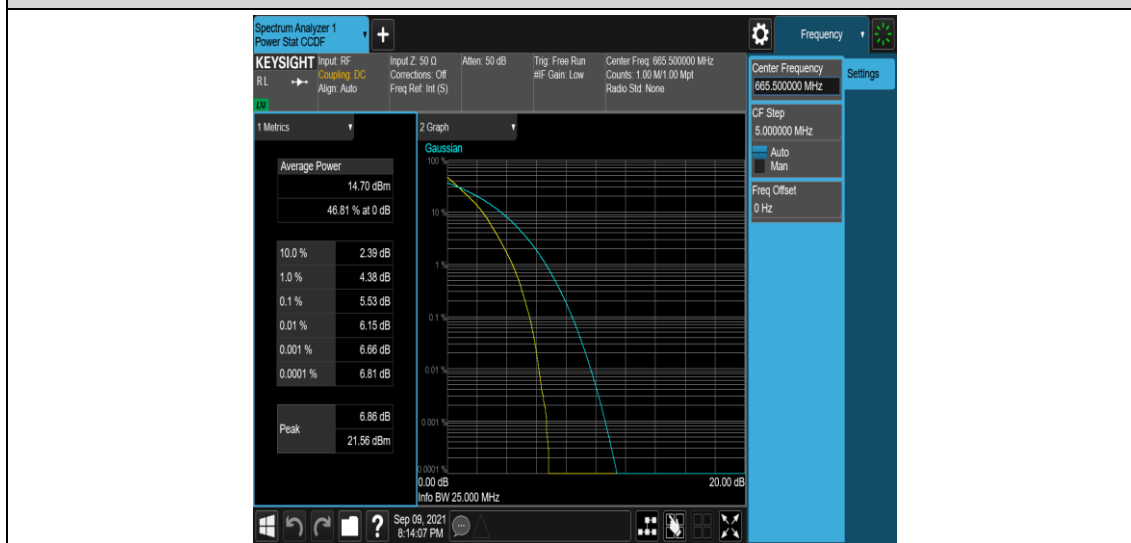 Spectrum Analyzer 1
Power Stat CCDF
+
Frequency
KEYSIGHT
RL
LXI
Input: RF
Coupling: DC
Align: Auto
Input Z: 50 Ω
Corrections: Off
Freq Ref: Int (S)
Atten: 50 dB
Trig: Free Run
#IF Gain: Low
Center Freq: 665.500000 MHz
Counts: 1.00 M/1.00 Mpt
Radio Std: None
Center Frequency
665.500000 MHz
Settings
CF Step
5.000000 MHz
Auto
Man
Freq Offset
0 Hz
1 Metrics
Average Power
14.70 dBm
46.81 % at 0 dB
10.0 % 2.39 dB
1.0 % 4.38 dB
0.1 % 5.53 dB
0.01 % 6.15 dB
0.001 % 6.66 dB
0.0001 % 6.81 dB
Peak
6.86 dB
21.56 dBm
2 Graph
Gaussian
100 %
10 %
1 %
0.1 %
0.01 %
0.001 %
0.0001 %
0.00 dB 20.00 dB
Info BW 25.000 MHz
?
Sep 09, 2021
8:14:07 PM